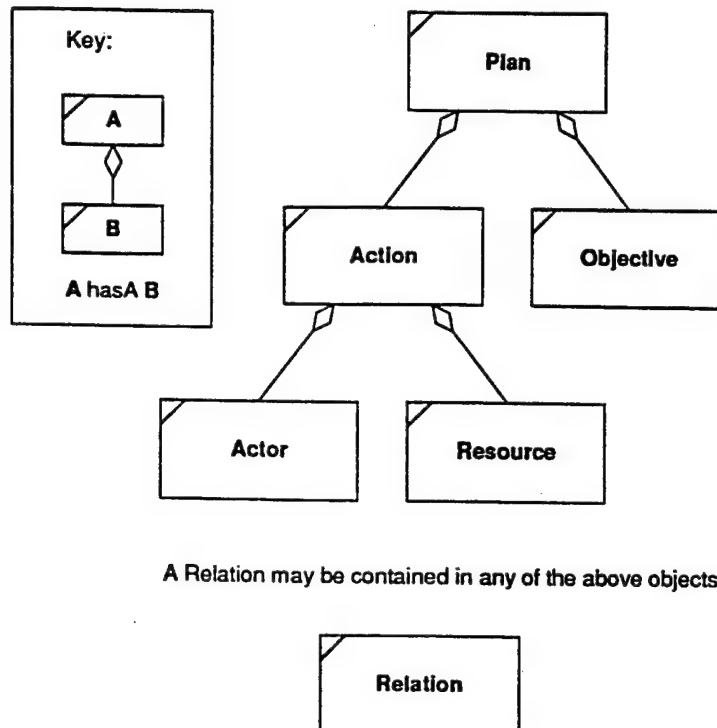 Key:
A
B
A hasA B
Plan
Action
Objective
Actor
Resource
A Relation may be contained in any of the above objects
Relation